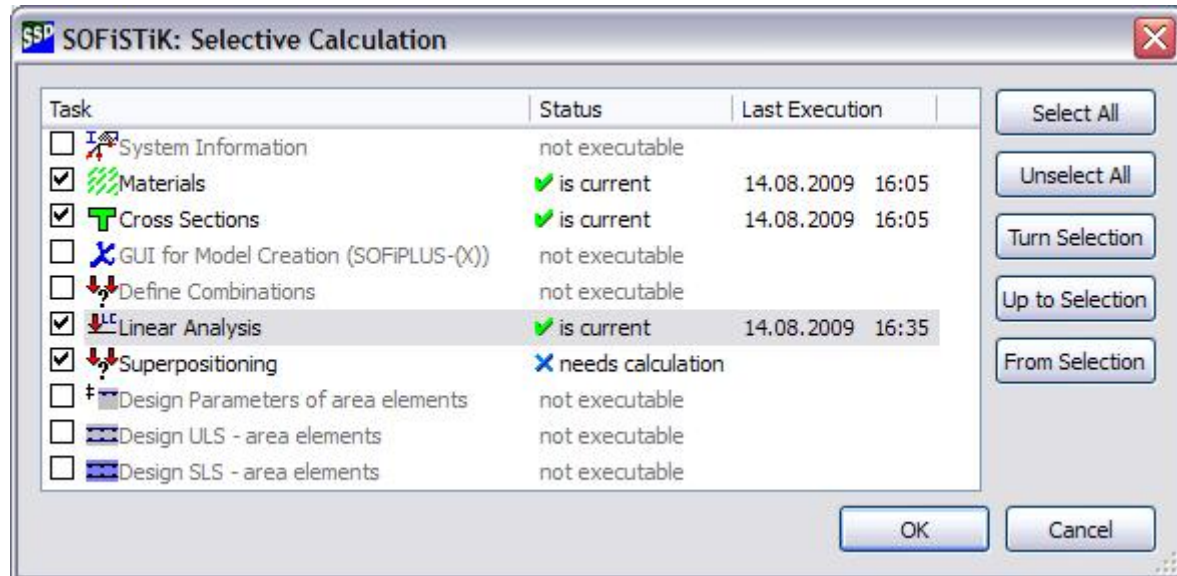 SSD SOFiSTiK: Selective Calculation
Task Status Last Execution
System Information not executable
Materials is current 14.08.2009 16:05
Cross Sections is current 14.08.2009 16:05
GUI for Model Creation (SOFiPLUS-(X)) not executable
Define Combinations not executable
Linear Analysis is current 14.08.2009 16:35
Superpositioning needs calculation
Design Parameters of area elements not executable
Design ULS - area elements not executable
Design SLS - area elements not executable
Select All
Unselect All
Turn Selection
Up to Selection
From Selection
OK Cancel